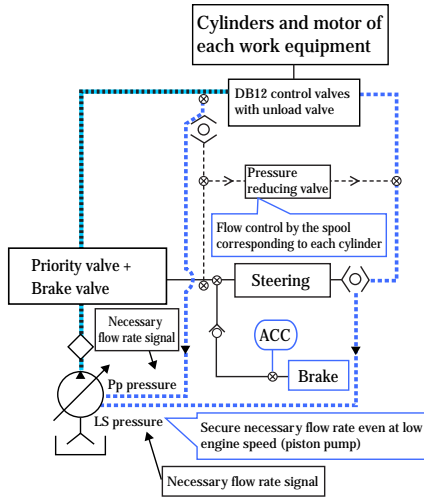 Cylinders and motor of
each work equipment
DB12 control valves
with unload valve
Pressure
reducing valve
Flow control by the spool
corresponding to each cylinder
Priority valve +
Brake valve
Steering
Necessary
flow rate signal
ACC
Brake
Pp pressure
LS pressure
Secure necessary flow rate even at low
engine speed (piston pump)
Necessary flow rate signal